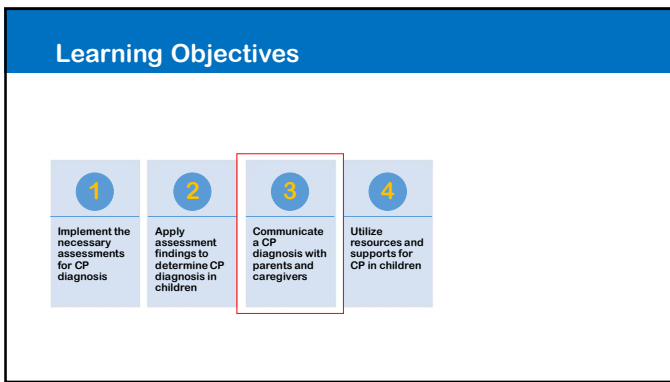 Learning Objectives
1
Implement the
necessary
assessments
for CP
diagnosis
2
Apply
assessment
findings to
determine CP
diagnosis in
children
3
Communicate
a CP
diagnosis with
parents and
caregivers
4
Utilize
resources and
supports for
CP in children